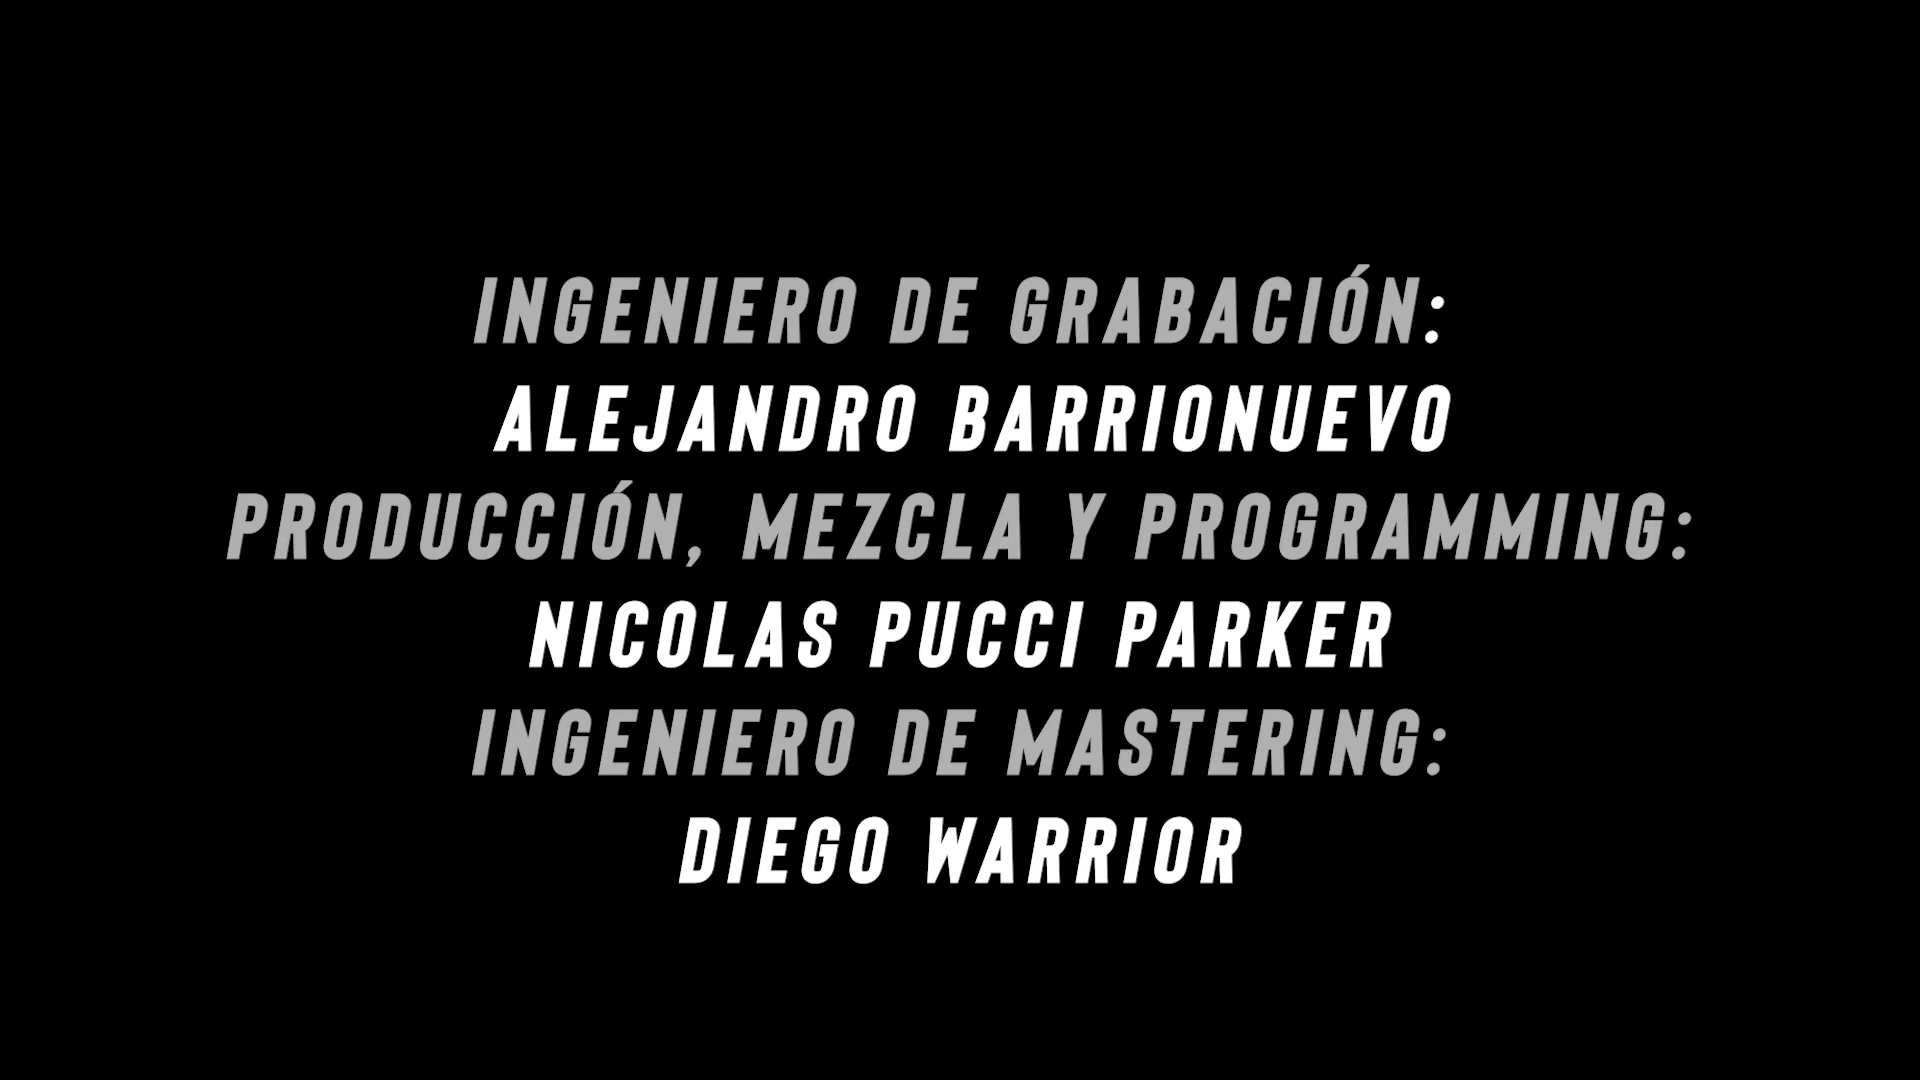 INGENIERO DE GRABACIÓN:
ALEJANDRO BARRIONUEVO
PRODUCCIÓN, MEZCLA Y PROGRAMMING:
NICOLAS PUCCI PARKER
INGENIERO DE MASTERING:
DIEGO WARRIOR